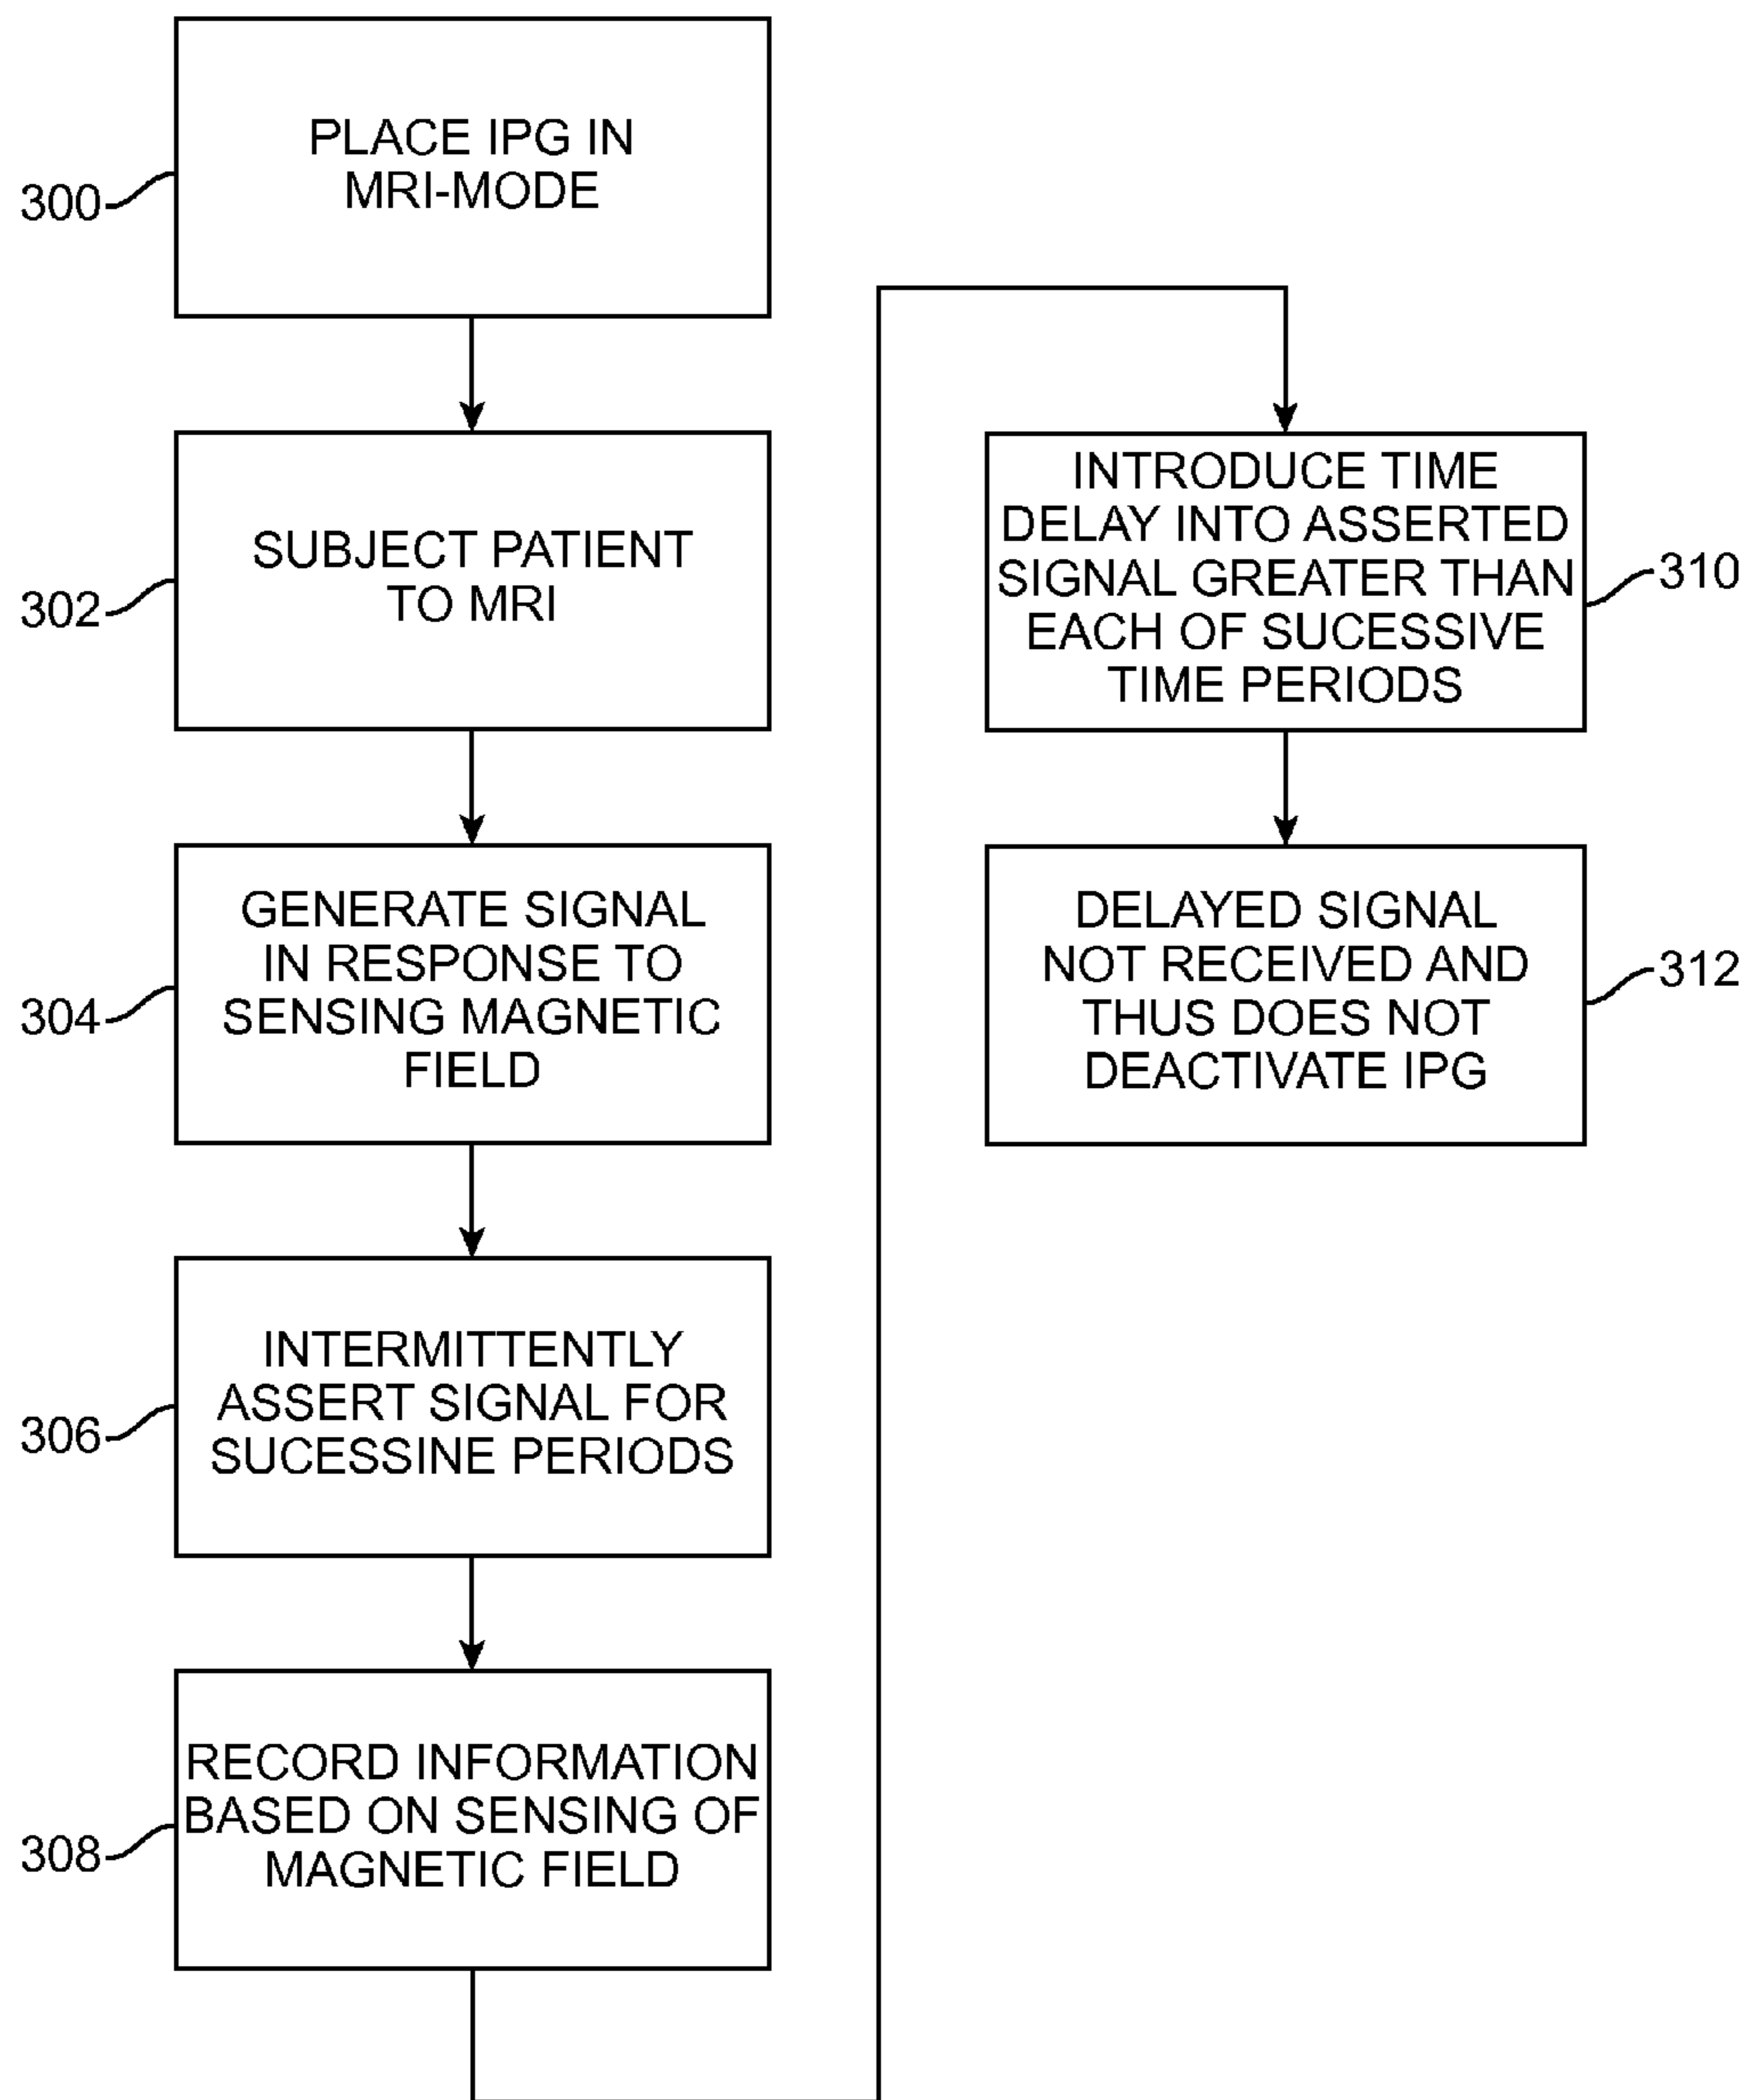 PLACE IPG IN
MRI-MODE
300
SUBJECT PATIENT
TO MRI
302
GENERATE SIGNAL
IN RESPONSE TO
SENSING MAGNETIC
FIELD
304
INTERMITTENTLY
ASSERT SIGNAL FOR
SUCESSINE PERIODS
306
RECORD INFORMATION
BASED ON SENSING OF
MAGNETIC FIELD
308
INTRODUCE TIME
DELAY INTO ASSERTED
SIGNAL GREATER THAN
EACH OF SUCESSIVE
TIME PERIODS
310
DELAYED SIGNAL
NOT RECEIVED AND
THUS DOES NOT
DEACTIVATE IPG
312